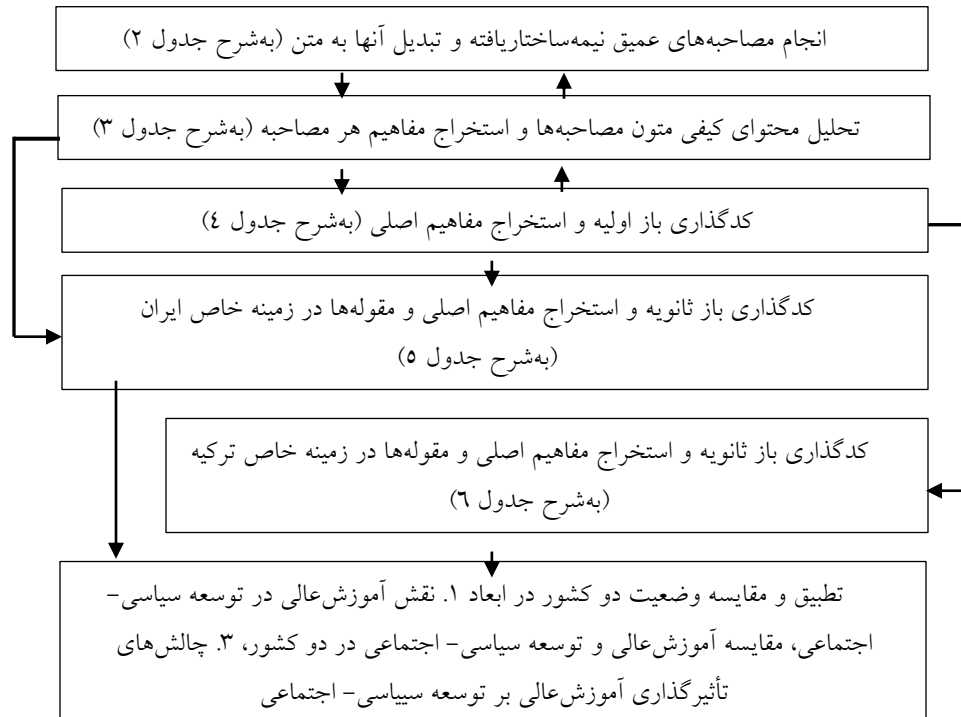 انجام مصاحبه‌های عمیق نیمه‌ساختاریافته و تبدیل آنها به متن (به‌شرح جدول ۲)
تحلیل محتوای کیفی متون مصاحبه‌ها و استخراج مفاهیم هر مصاحبه (به‌شرح جدول ۳)
کدگذاری باز اولیه و استخراج مفاهیم اصلی (به‌شرح جدول ٤)
کدگذاری باز ثانویه و استخراج مفاهیم اصلی و مقوله‌ها در زمینه خاص ایران
(به‌شرح جدول ٥)
کدگذاری باز ثانویه و استخراج مفاهیم اصلی و مقوله‌ها در زمینه خاص ترکیه
(به‌شرح جدول ٦)
تطبیق و مقایسه وضعیت دو کشور در ابعاد ۱. نقش آموزش‌عالی در توسعه سیاسی-
اجتماعی، مقایسه آموزش‌عالی و توسعه سیاسی- اجتماعی در دو کشور، ۳. چالش‌های
تأثیرگذاری آموزش‌عالی بر توسعه سییاسی- اجتماعی